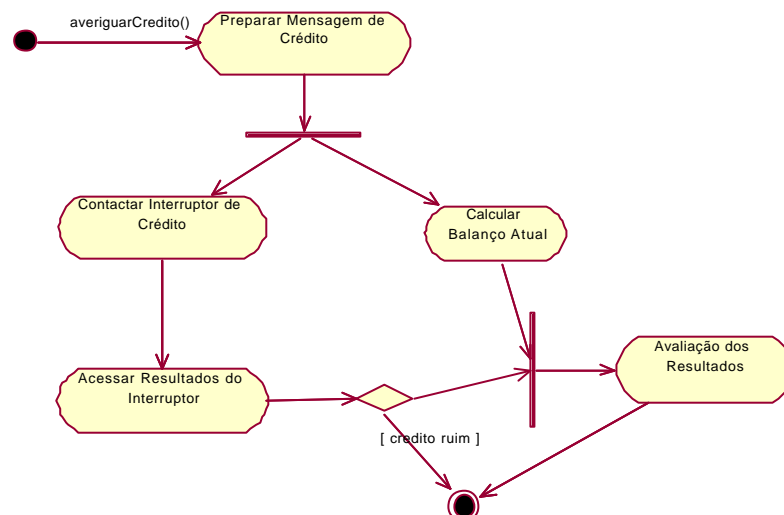 averiguarCredito()
Preparar Mensagem de
Crédito
Contactar Interruptor de
Crédito
Calcular
Balanço Atual
Avaliação dos
Resultados
Acessar Resultados do
Interruptor
[ credito ruim ]